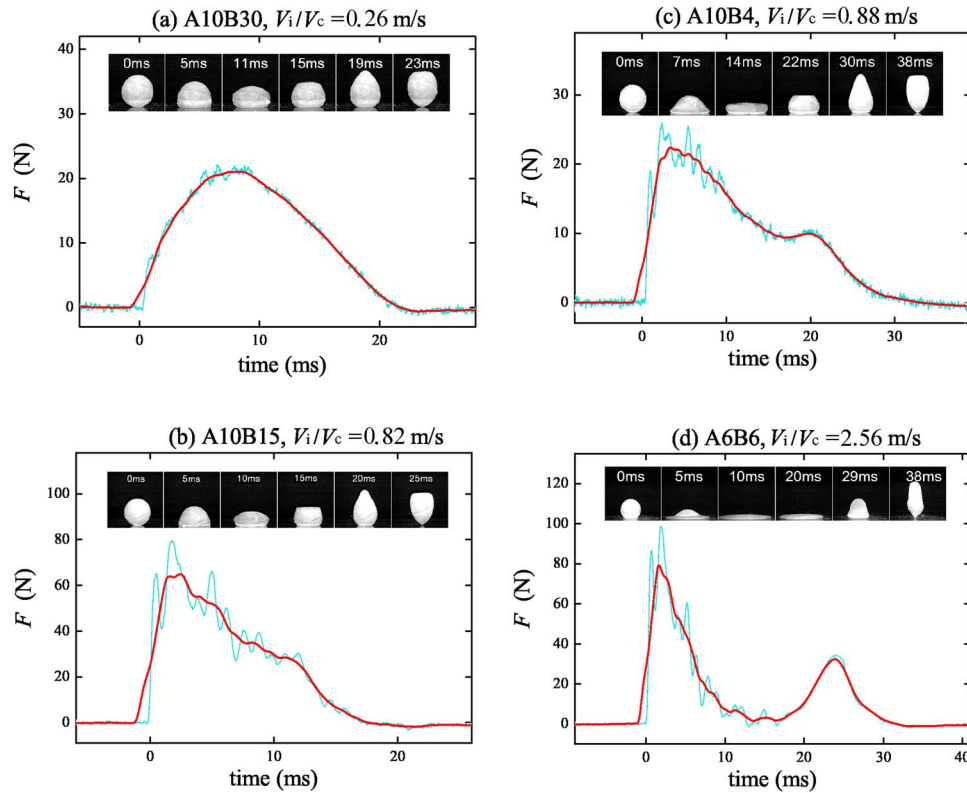 (a) A10B30, Vi/Vc=0.26 m/s
0ms 5ms 11ms 15ms 19ms 23ms
40
30
20
10
0
F (N)
0 10 20
time (ms)
(c) A10B4, Vi/Vc=0.88 m/s
0ms 7ms 14ms 22ms 30ms 38ms
30
20
10
0
F (N)
0 10 20 30
time (ms)
(b) A10B15, Vi/Vc=0.82 m/s
0ms 5ms 10ms 15ms 20ms 25ms
100
80
60
40
20
0
F (N)
0 10 20
time (ms)
(d) A6B6, Vi/Vc=2.56 m/s
0ms 5ms 10ms 20ms 29ms 38ms
120
100
80
60
40
20
0
F (N)
0 10 20 30 40
time (ms)